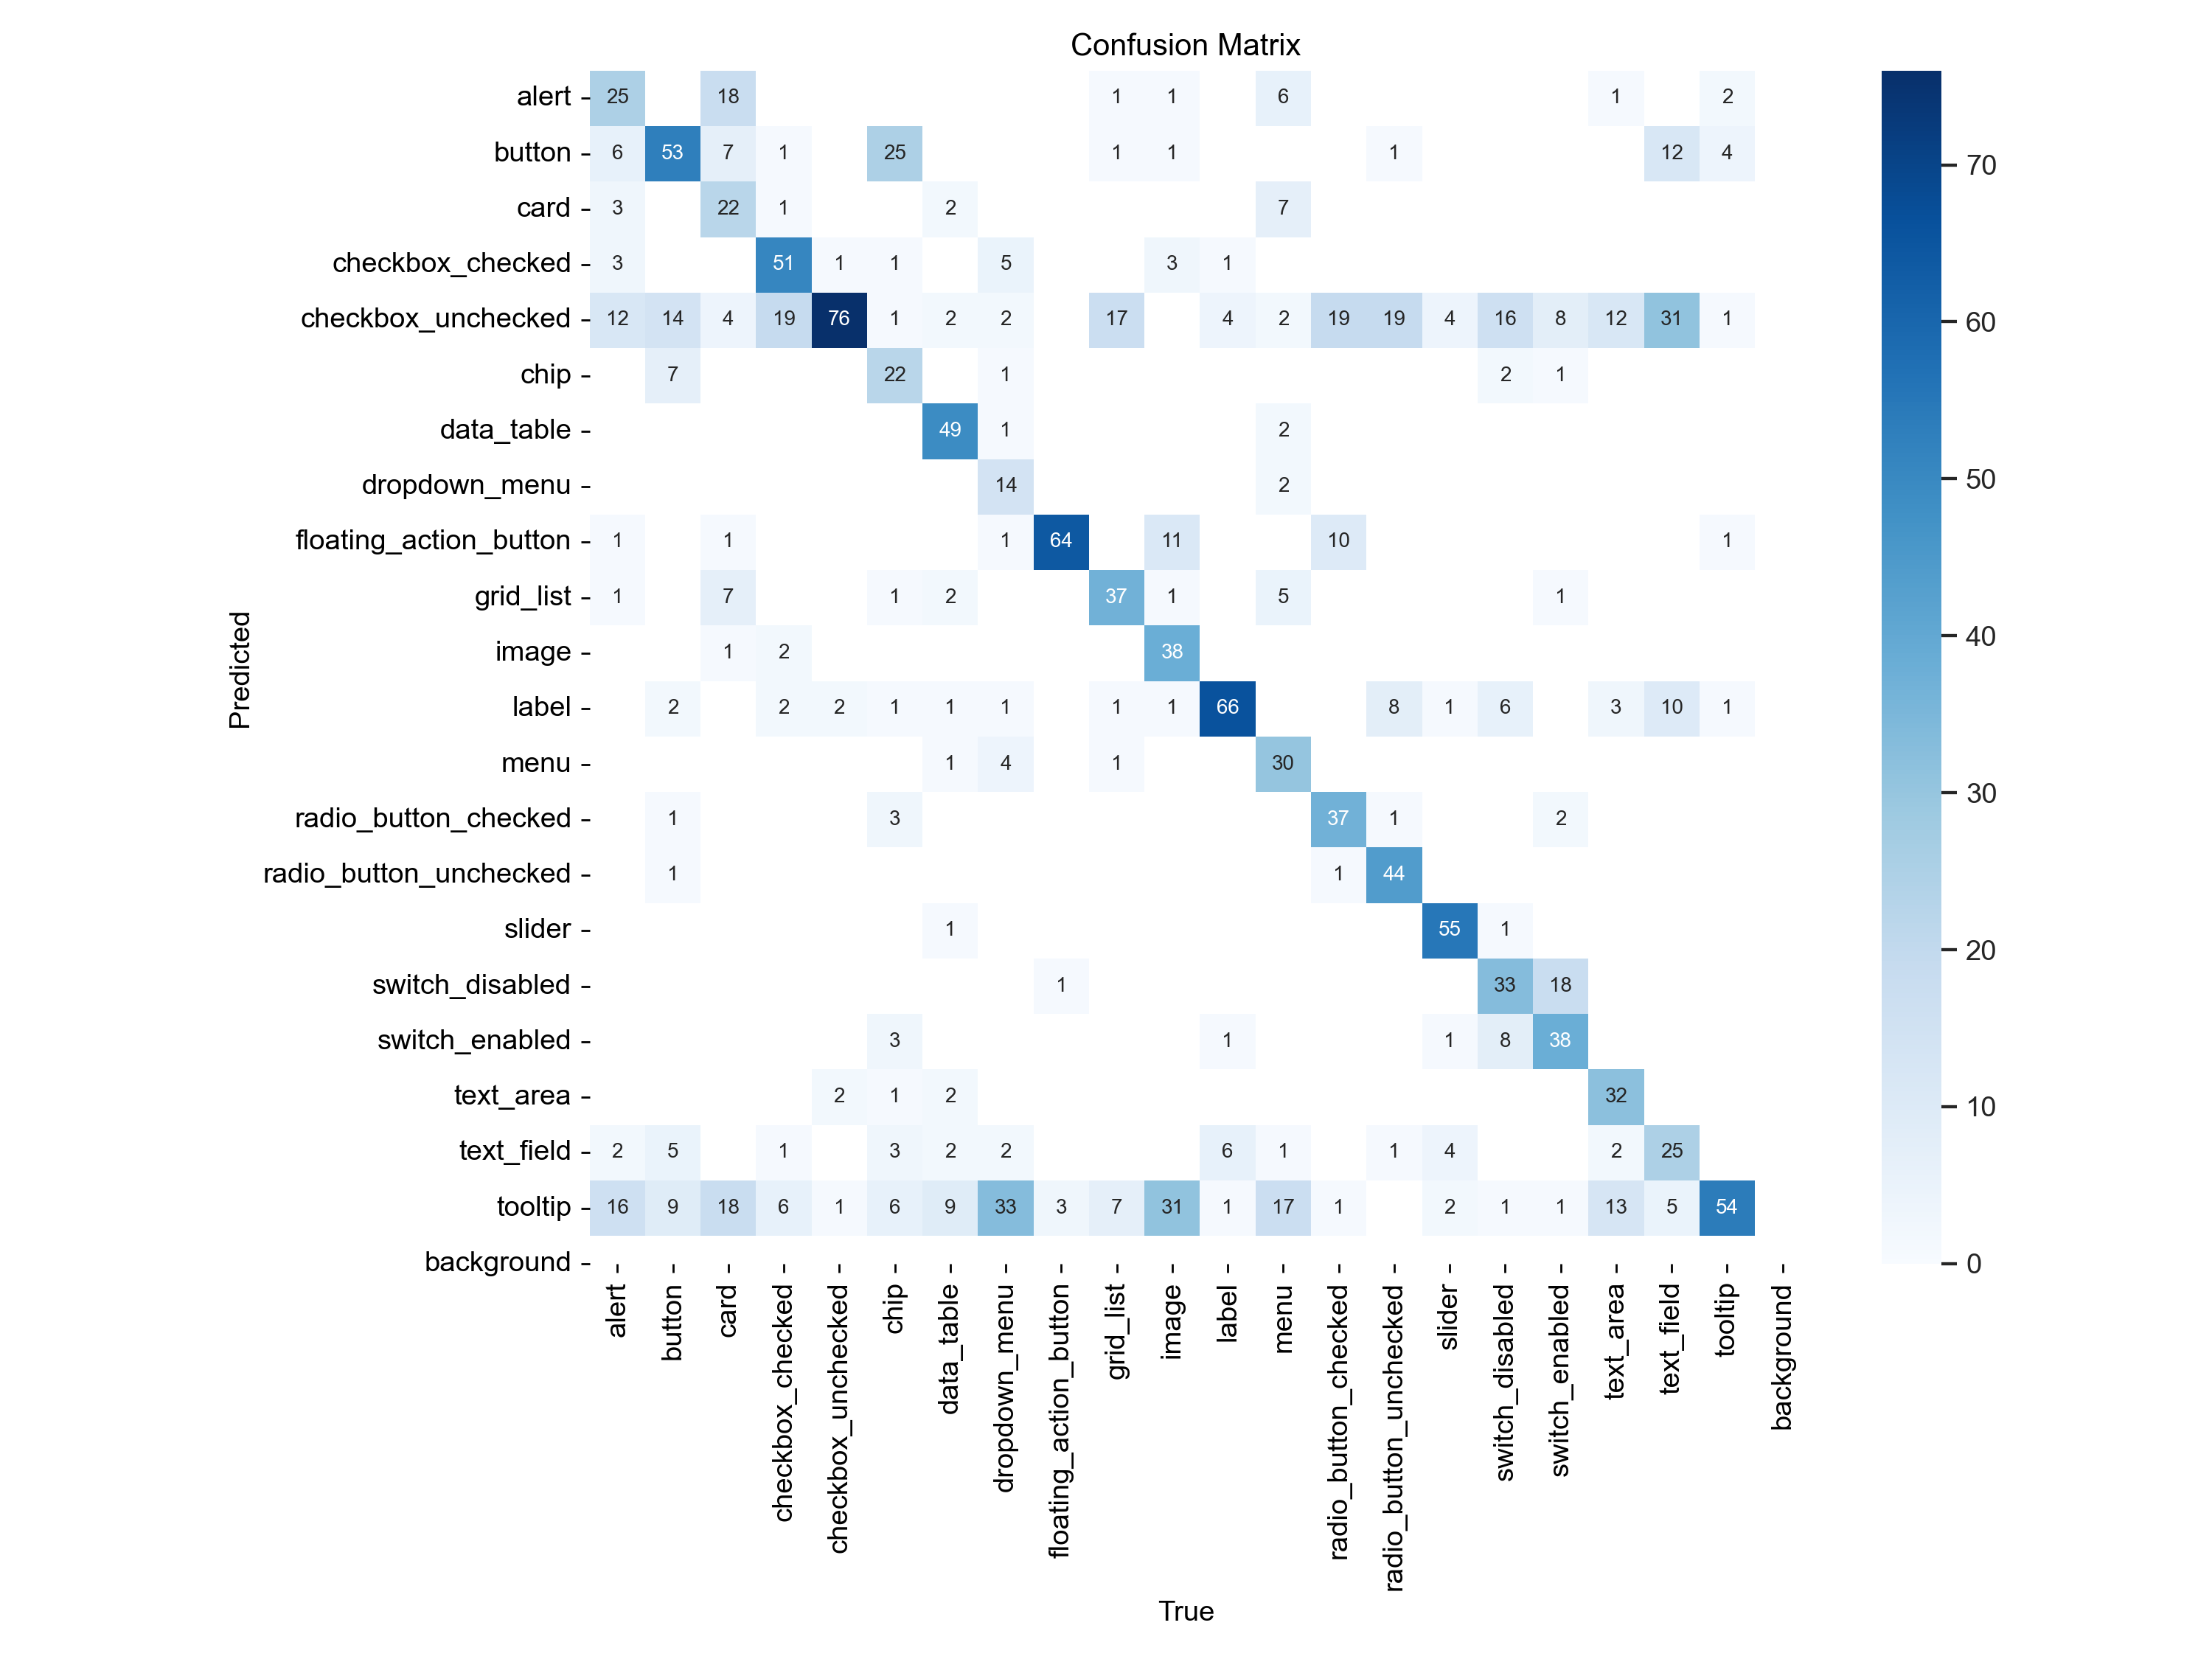 Confusion Matrix
alert 25 18 1 1 6 1 2
button 6 53 7 1 25 1 1 1 12 4
card 3 22 1 2 7
checkbox_checked 3 51 1 1 5 3 1
checkbox_unchecked 12 14 4 19 76 1 2 2 17 4 2 19 19 4 16 8 12 31 1
chip 7 22 1 2 1
data_table 49 1 2
dropdown_menu 14 2
floating_action_button 1 1 1 64 11 10 1
grid_list 1 7 1 2 37 1 5 1
image 1 2 38
label 2 2 2 1 1 1 1 1 66 8 1 6 3 10 1
menu 1 4 1 30
radio_button_checked 1 3 37 1 2
radio_button_unchecked 1 1 44
slider 1 55 1
switch_disabled 1 33 18
switch_enabled 3 1 1 8 38
text_area 2 1 2 32
text_field 2 5 1 3 2 2 6 1 1 4 2 25
tooltip 16 9 18 6 1 6 9 33 3 7 31 1 17 1 2 1 1 13 5 54
background
Predicted
alert
button
card
checkbox_checked
checkbox_unchecked
chip
data_table
dropdown_menu
floating_action_button
grid_list
image
label
menu
radio_button_checked
radio_button_unchecked
slider
switch_disabled
switch_enabled
text_area
text_field
tooltip
background
True
70
60
50
40
30
20
10
0